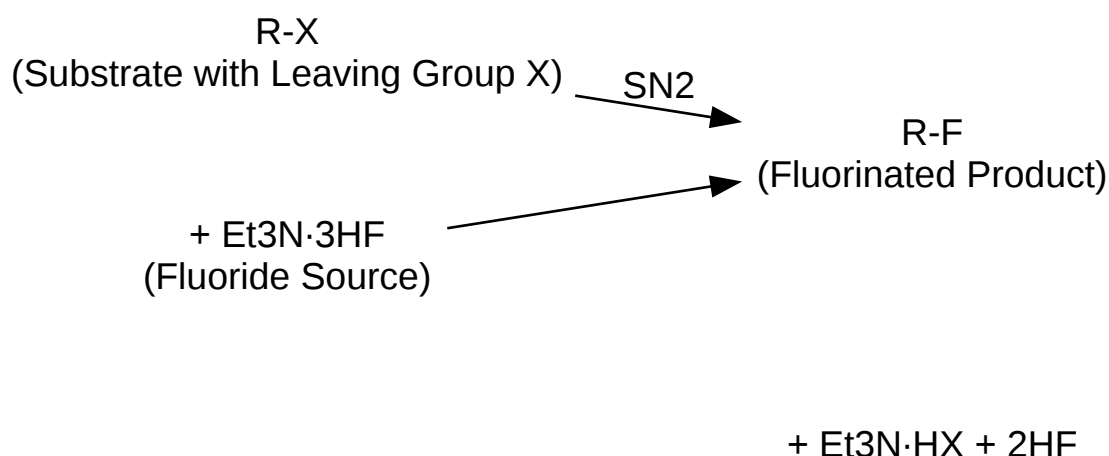 R-X
(Substrate with Leaving Group X)
SN2
R-F
(Fluorinated Product)
+ Et3N·3HF
(Fluoride Source)
+ Et3N·HX + 2HF